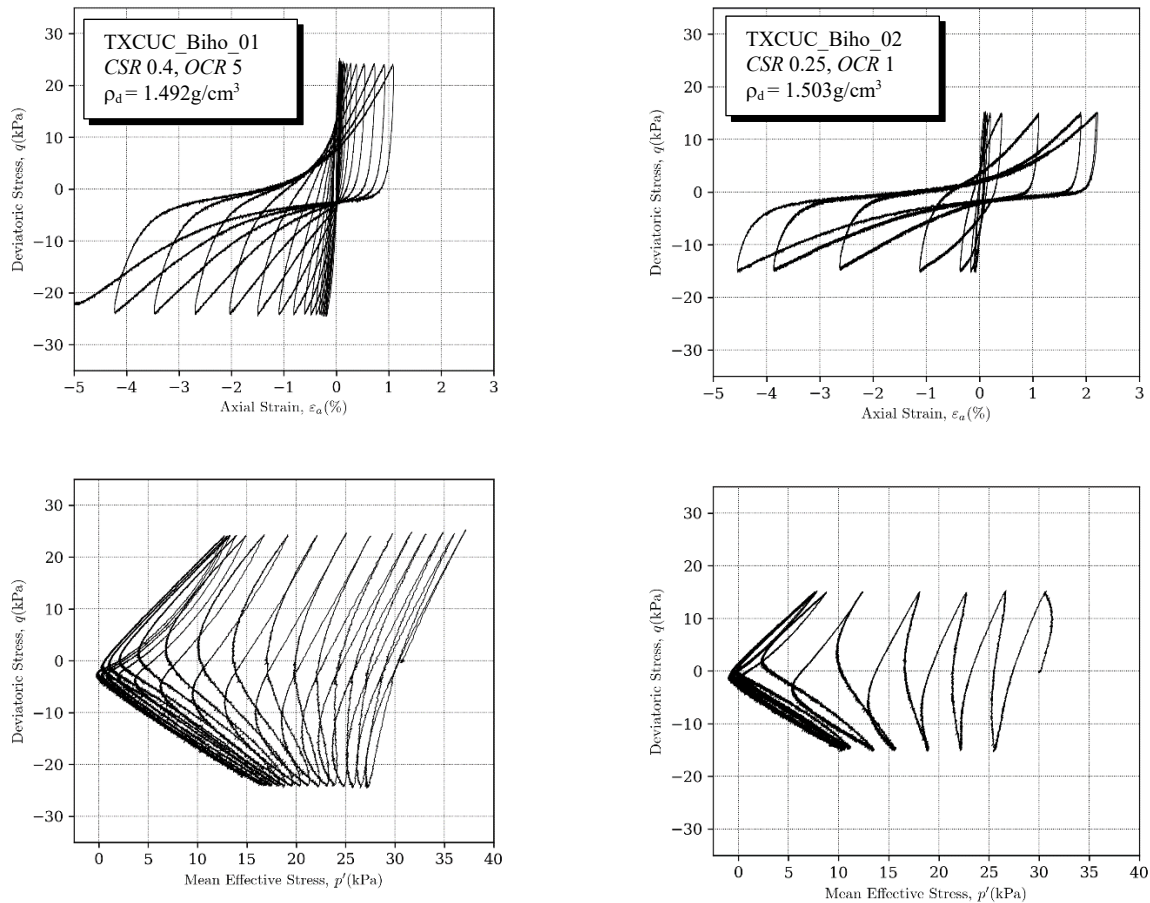 TXCUC_Biho_01
CSR 0.4, OCR 5
ρd = 1.492g/cm³
Deviatoric Stress, q(kPa)
30
20
10
0
−10
−20
−30
−5 −4 −3 −2 −1 0 1 2 3
Axial Strain, εa(%)
TXCUC_Biho_02
CSR 0.25, OCR 1
ρd = 1.503g/cm³
Deviatoric Stress, q(kPa)
30
20
10
0
−10
−20
−30
−5 −4 −3 −2 −1 0 1 2 3
Axial Strain, εa(%)
Deviatoric Stress, q(kPa)
30
20
10
0
−10
−20
−30
0 5 10 15 20 25 30 35 40
Mean Effective Stress, p′(kPa)
Deviatoric Stress, q(kPa)
30
20
10
0
−10
−20
−30
0 5 10 15 20 25 30 35 40
Mean Effective Stress, p′(kPa)